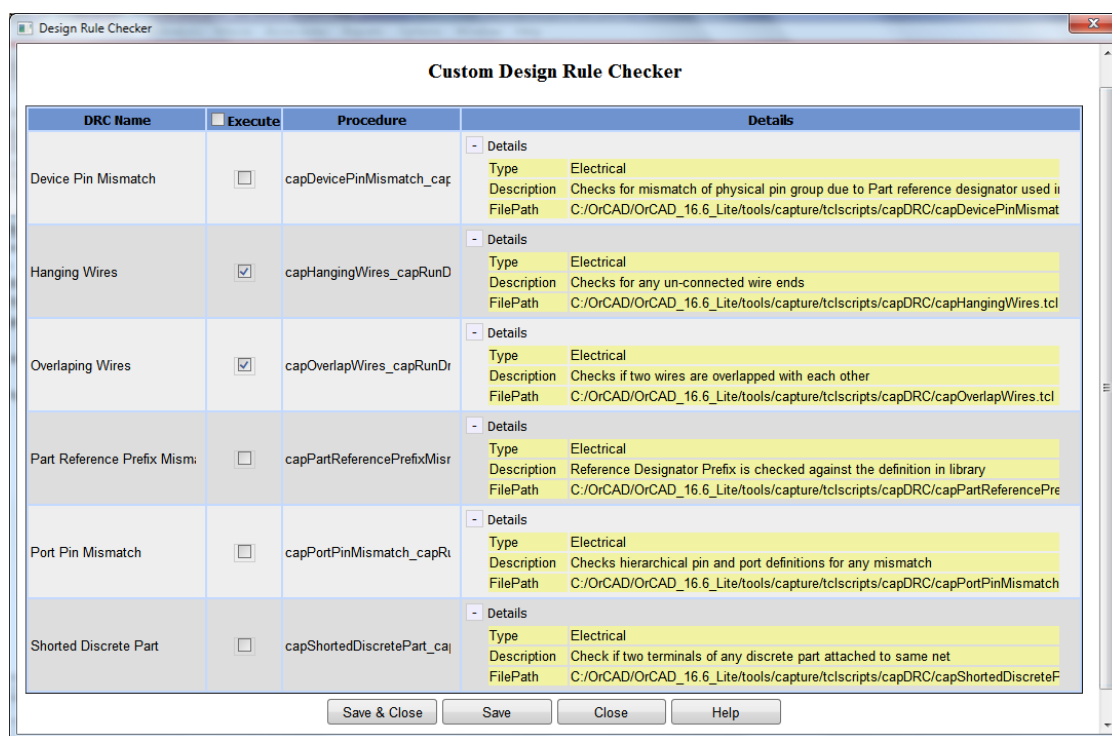 Design Rule Checker
Custom Design Rule Checker
DRC Name Execute Procedure Details
- Details
Device Pin Mismatch capDevicePinMismatch_cap
Type Electrical
Description Checks for mismatch of physical pin group due to Part reference designator used in
FilePath C:/OrCAD/OrCAD_16.6_Lite/tools/capture/tclscripts/capDRC/capDevicePinMismat
- Details
Hanging Wires capHangingWires_capRunD
Type Electrical
Description Checks for any un-connected wire ends
FilePath C:/OrCAD/OrCAD_16.6_Lite/tools/capture/tclscripts/capDRC/capHangingWires.tcl
- Details
Overlaping Wires capOverlapWires_capRunDr
Type Electrical
Description Checks if two wires are overlapped with each other
FilePath C:/OrCAD/OrCAD_16.6_Lite/tools/capture/tclscripts/capDRC/capOverlapWires.tcl
- Details
Part Reference Prefix Misma capPartReferencePrefixMisr
Type Electrical
Description Reference Designator Prefix is checked against the definition in library
FilePath C:/OrCAD/OrCAD_16.6_Lite/tools/capture/tclscripts/capDRC/capPartReferencePre
- Details
Port Pin Mismatch capPortPinMismatch_capRu
Type Electrical
Description Checks hierarchical pin and port definitions for any mismatch
FilePath C:/OrCAD/OrCAD_16.6_Lite/tools/capture/tclscripts/capDRC/capPortPinMismatch
- Details
Shorted Discrete Part capShortedDiscretePart_cap
Type Electrical
Description Check if two terminals of any discrete part attached to same net
FilePath C:/OrCAD/OrCAD_16.6_Lite/tools/capture/tclscripts/capDRC/capShortedDiscreteP
Save & Close Save Close Help